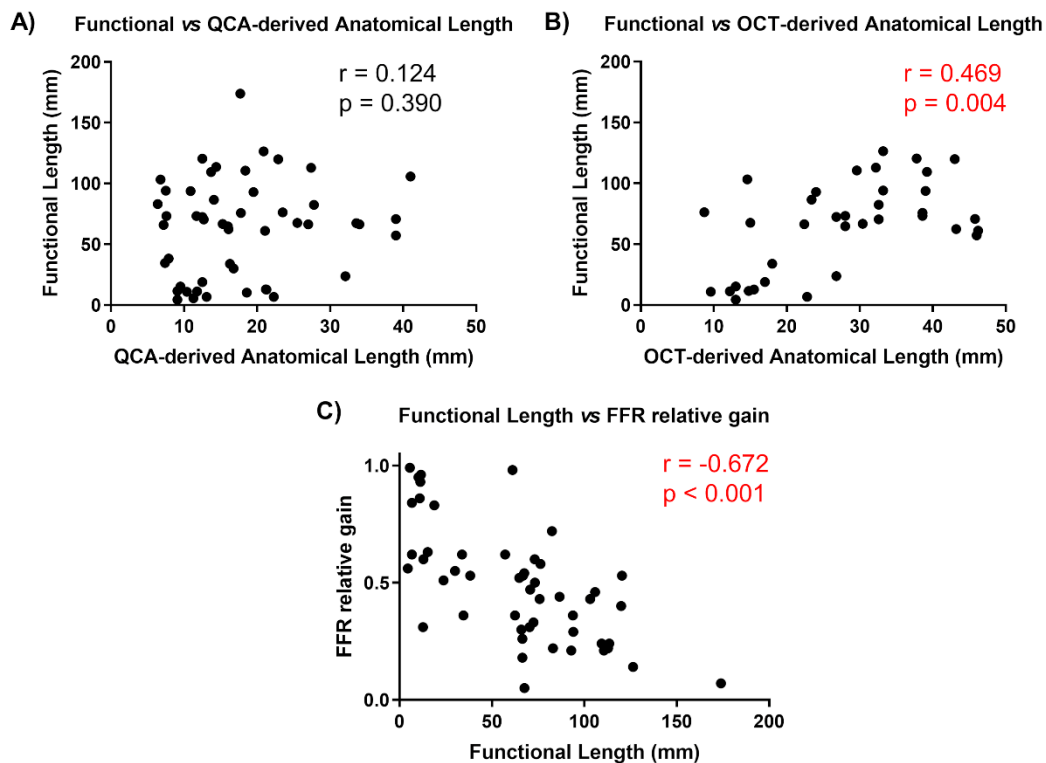 A) Functional vs QCA-derived Anatomical Length
r = 0.124
p = 0.390
Functional Length (mm)
200
150
100
50
0
0 10 20 30 40 50
QCA-derived Anatomical Length (mm)
B) Functional vs OCT-derived Anatomical Length
r = 0.469
p = 0.004
Functional Length (mm)
200
150
100
50
0
0 10 20 30 40 50
OCT-derived Anatomical Length (mm)
C) Functional Length vs FFR relative gain
r = -0.672
p < 0.001
FFR relative gain
1.0
0.5
0.0
0 50 100 150 200
Functional Length (mm)